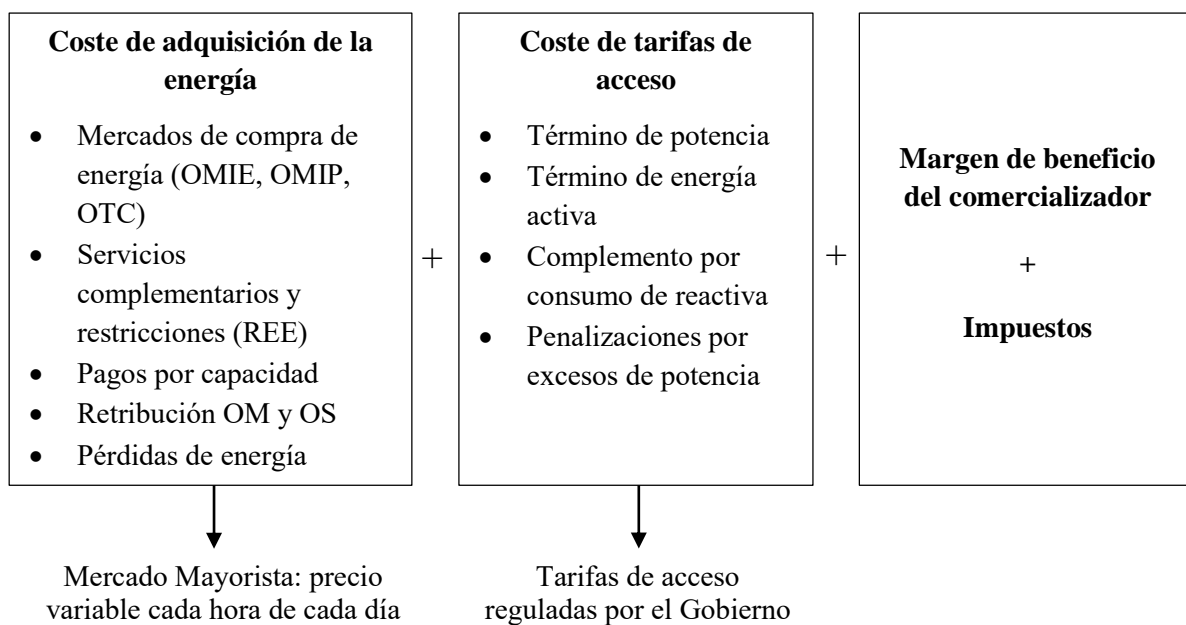 Coste de adquisición de la
energía
• Mercados de compra de
energía (OMIE, OMIP,
OTC)
• Servicios
complementarios y
restricciones (REE)
• Pagos por capacidad
• Retribución OM y OS
• Pérdidas de energía
+
Coste de tarifas de
acceso
• Término de potencia
• Término de energía
activa
• Complemento por
consumo de reactiva
• Penalizaciones por
excesos de potencia
+
Margen de beneficio
del comercializador
+
Impuestos
Mercado Mayorista: precio
variable cada hora de cada día
Tarifas de acceso
reguladas por el Gobierno